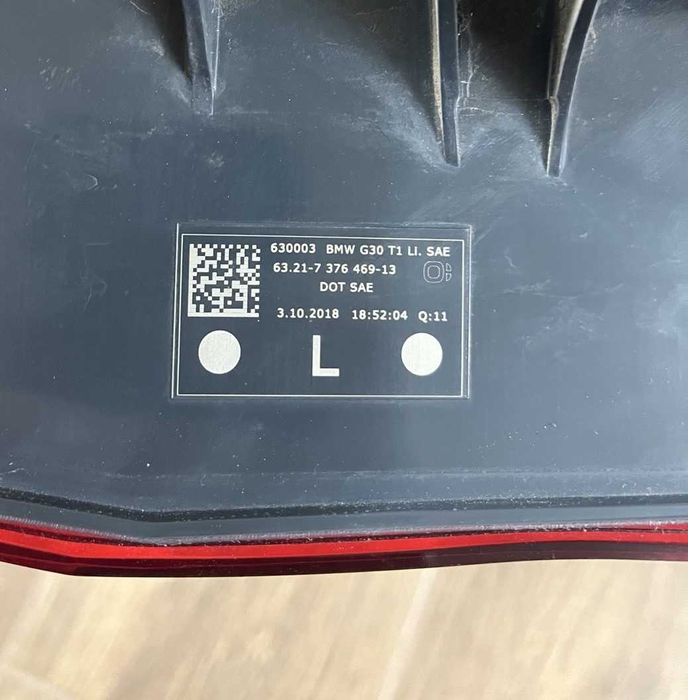 630003 BMW G30 T1 LI. SAE
63.21-7 376 469-13
DOT SAE
3.10.2018 18:52:04 Q:11
L